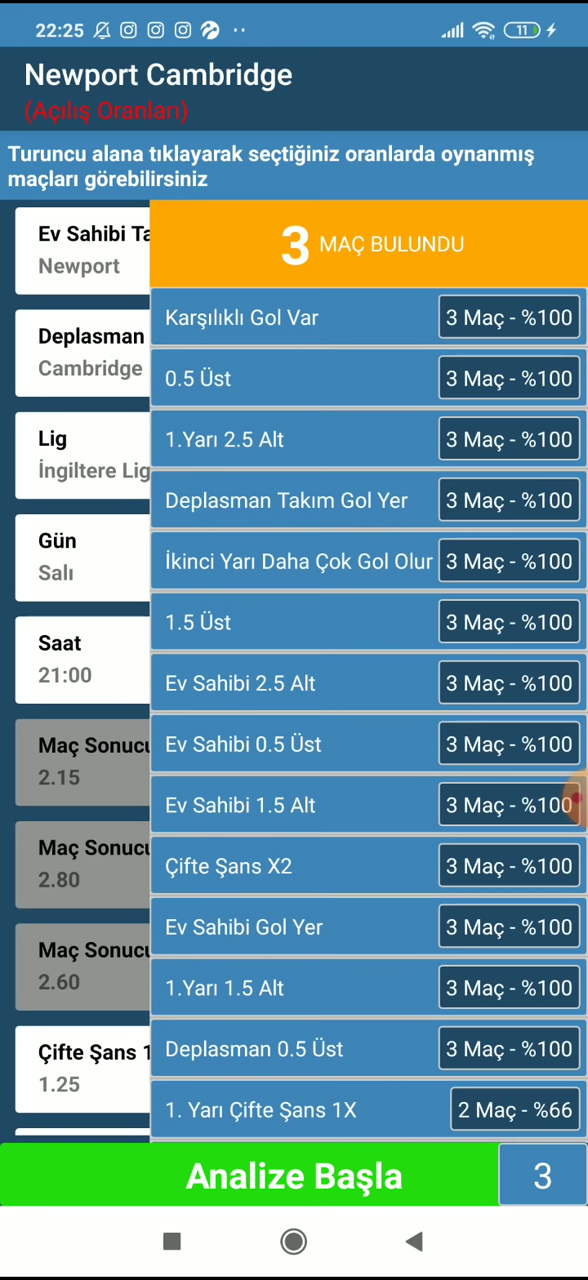 22:25
11
Newport Cambridge
(Açılış Oranları)
Turuncu alana tıklayarak seçtiğiniz oranlarda oynanmış
maçları görebilirsiniz
3 MAÇ BULUNDU
Ev Sahibi Ta
Newport
Deplasman
Cambridge
Lig
İngiltere Lig
Gün
Salı
Saat
21:00
Maç Sonucu
2.15
Maç Sonucu
2.80
Maç Sonucu
2.60
Çifte Şans 1
1.25
Karşılıklı Gol Var 3 Maç - %100
0.5 Üst 3 Maç - %100
1.Yarı 2.5 Alt 3 Maç - %100
Deplasman Takım Gol Yer 3 Maç - %100
İkinci Yarı Daha Çok Gol Olur 3 Maç - %100
1.5 Üst 3 Maç - %100
Ev Sahibi 2.5 Alt 3 Maç - %100
Ev Sahibi 0.5 Üst 3 Maç - %100
Ev Sahibi 1.5 Alt 3 Maç - %100
Çifte Şans X2 3 Maç - %100
Ev Sahibi Gol Yer 3 Maç - %100
1.Yarı 1.5 Alt 3 Maç - %100
Deplasman 0.5 Üst 3 Maç - %100
1. Yarı Çifte Şans 1X 2 Maç - %66
Analize Başla 3